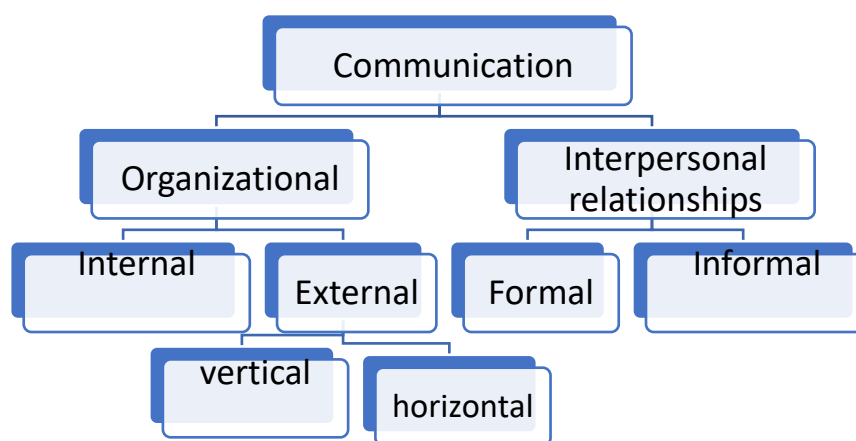 Communication
Organizational
Interpersonal
relationships
Internal
External
Formal
Informal
vertical
horizontal